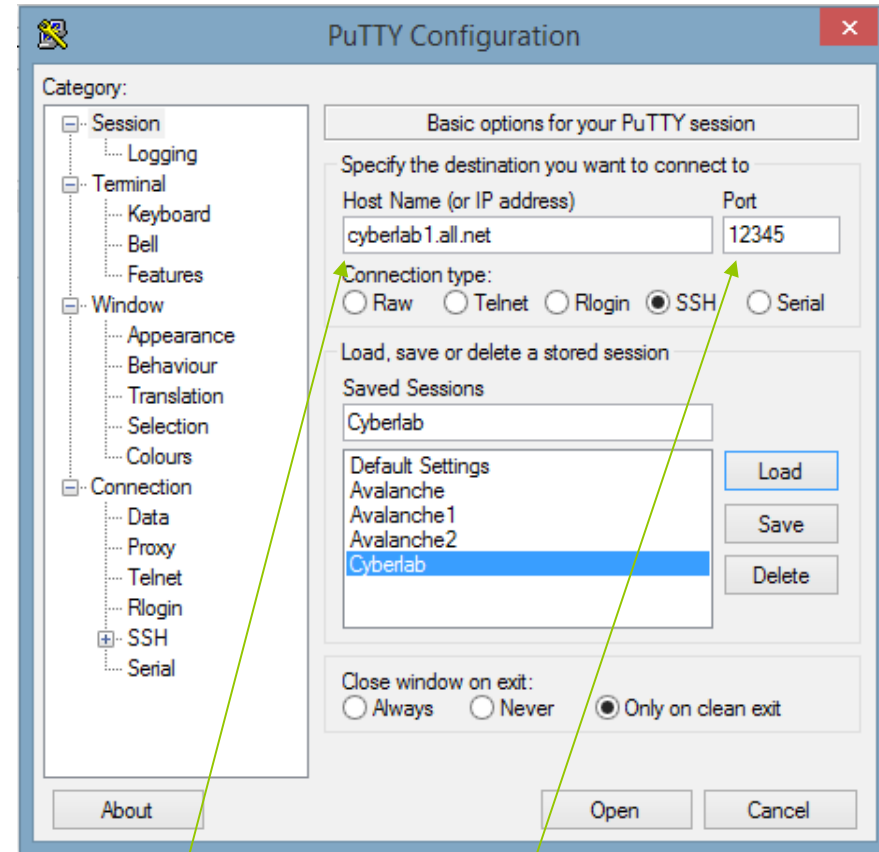 PuTTY Configuration
Category:
Session
Logging
Terminal
Keyboard
Bell
Features
Window
Appearance
Behaviour
Translation
Selection
Colours
Connection
Data
Proxy
Telnet
Rlogin
SSH
Serial
Basic options for your PuTTY session
Specify the destination you want to connect to
Host Name (or IP address) Port
cyberlab1.all.net 12345
Connection type:
Raw Telnet Rlogin SSH Serial
Load, save or delete a stored session
Saved Sessions
Cyberlab
Default Settings
Avalanche
Avalanche1
Avalanche2
Cyberlab
Load
Save
Delete
Close window on exit:
Always Never Only on clean exit
About Open Cancel